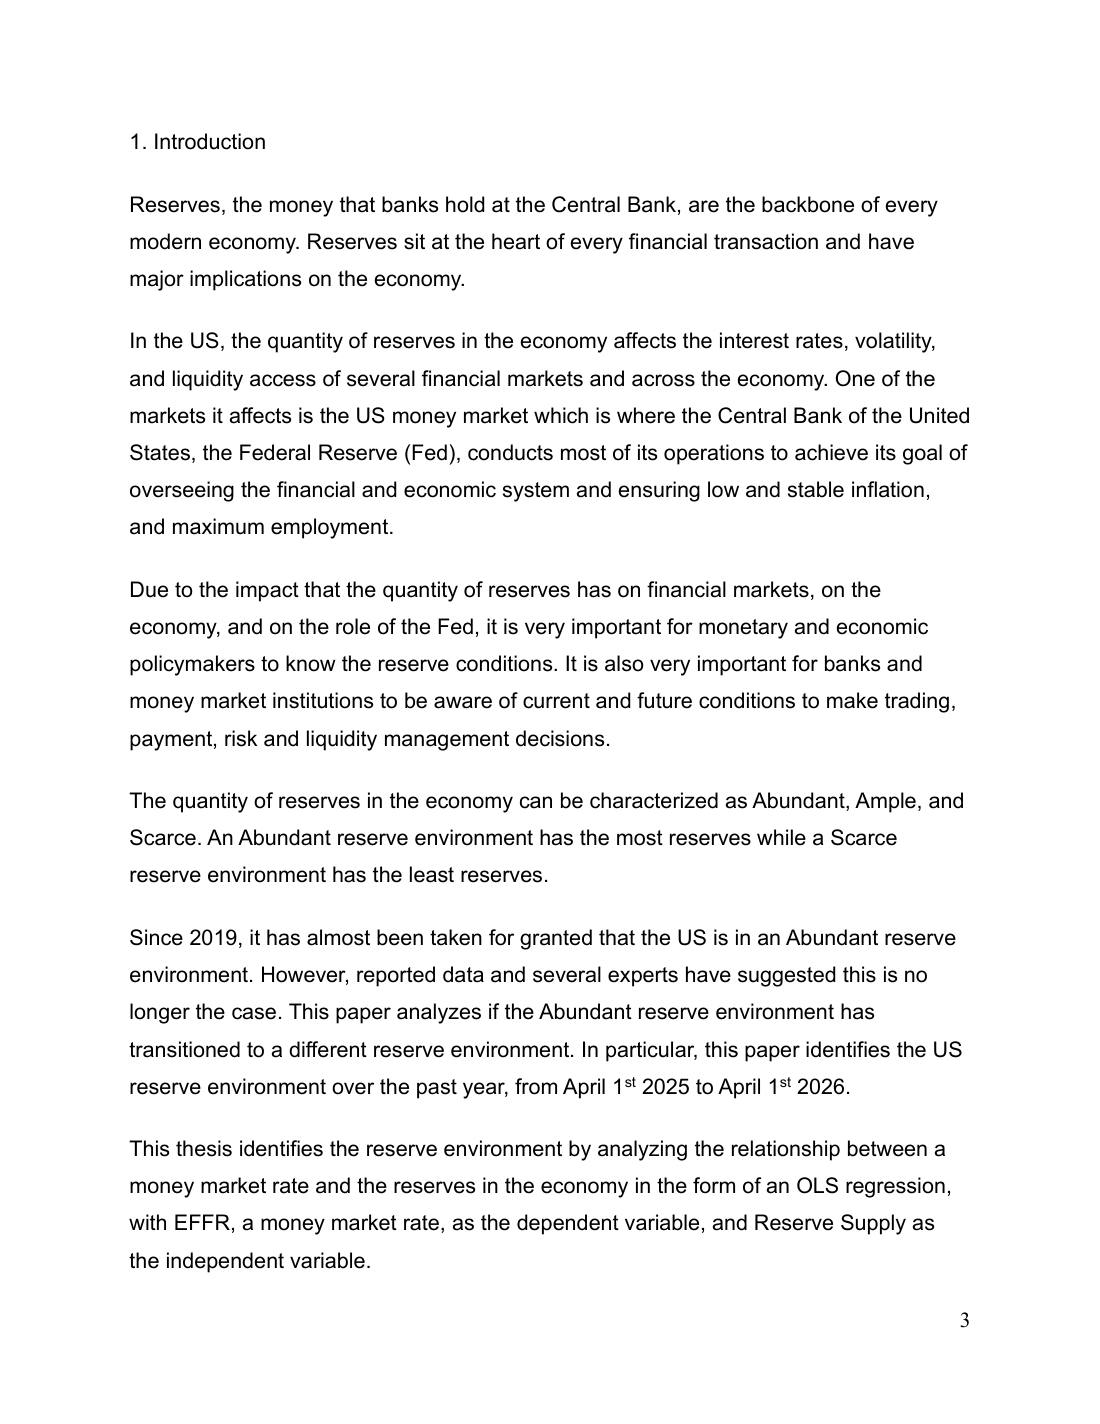 1. Introduction
Reserves, the money that banks hold at the Central Bank, are the backbone of every
modern economy. Reserves sit at the heart of every financial transaction and have
major implications on the economy.
In the US, the quantity of reserves in the economy affects the interest rates, volatility,
and liquidity access of several financial markets and across the economy. One of the
markets it affects is the US money market which is where the Central Bank of the United
States, the Federal Reserve (Fed), conducts most of its operations to achieve its goal of
overseeing the financial and economic system and ensuring low and stable inflation,
and maximum employment.
Due to the impact that the quantity of reserves has on financial markets, on the
economy, and on the role of the Fed, it is very important for monetary and economic
policymakers to know the reserve conditions. It is also very important for banks and
money market institutions to be aware of current and future conditions to make trading,
payment, risk and liquidity management decisions.
The quantity of reserves in the economy can be characterized as Abundant, Ample, and
Scarce. An Abundant reserve environment has the most reserves while a Scarce
reserve environment has the least reserves.
Since 2019, it has almost been taken for granted that the US is in an Abundant reserve
environment. However, reported data and several experts have suggested this is no
longer the case. This paper analyzes if the Abundant reserve environment has
transitioned to a different reserve environment. In particular, this paper identifies the US
reserve environment over the past year, from April 1st 2025 to April 1st 2026.
This thesis identifies the reserve environment by analyzing the relationship between a
money market rate and the reserves in the economy in the form of an OLS regression,
with EFFR, a money market rate, as the dependent variable, and Reserve Supply as
the independent variable.
3